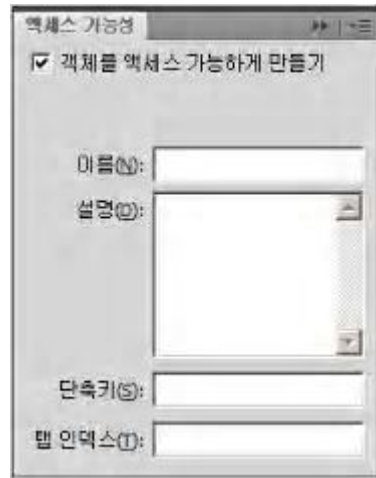 액세스 가능성
객체를 액세스 가능하게 만들기
이름(N):
설명(D):
단축키(S):
탭 인덱스(T):